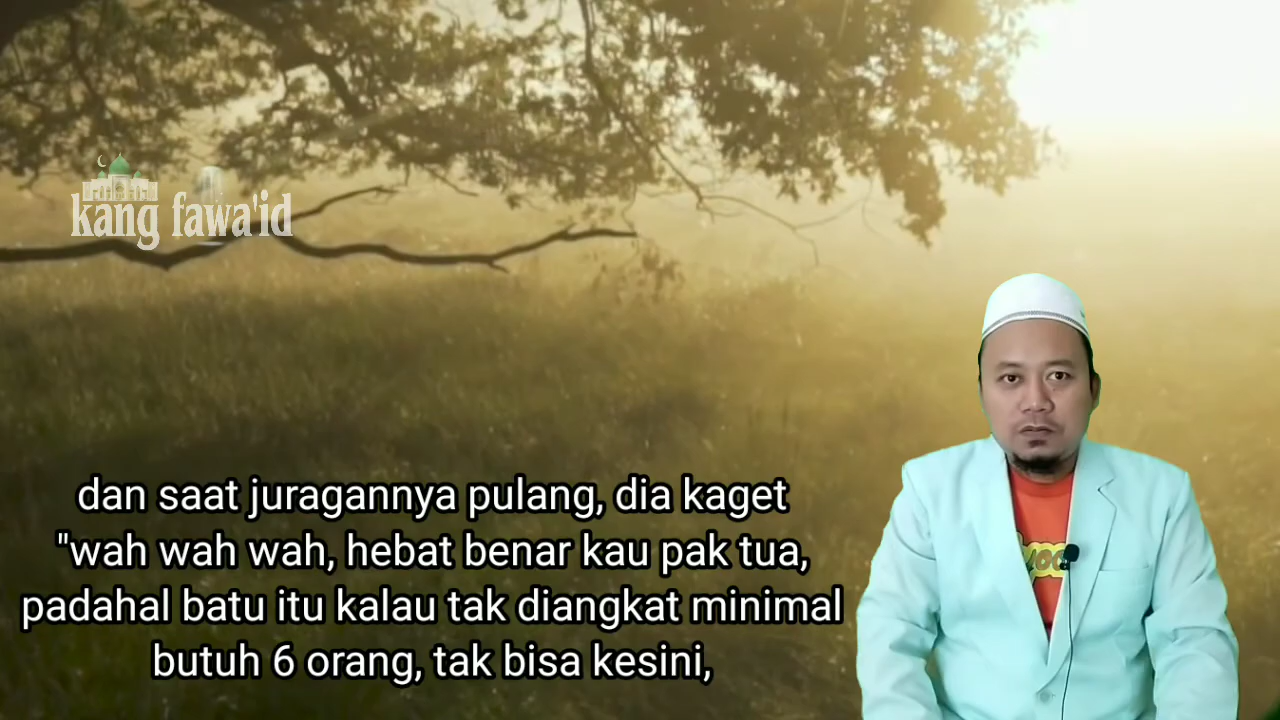 kang fawa'id
dan saat juragannya pulang, dia kaget
"wah wah wah, hebat benar kau pak tua,
padahal batu itu kalau tak diangkat minimal
butuh 6 orang, tak bisa kesini,